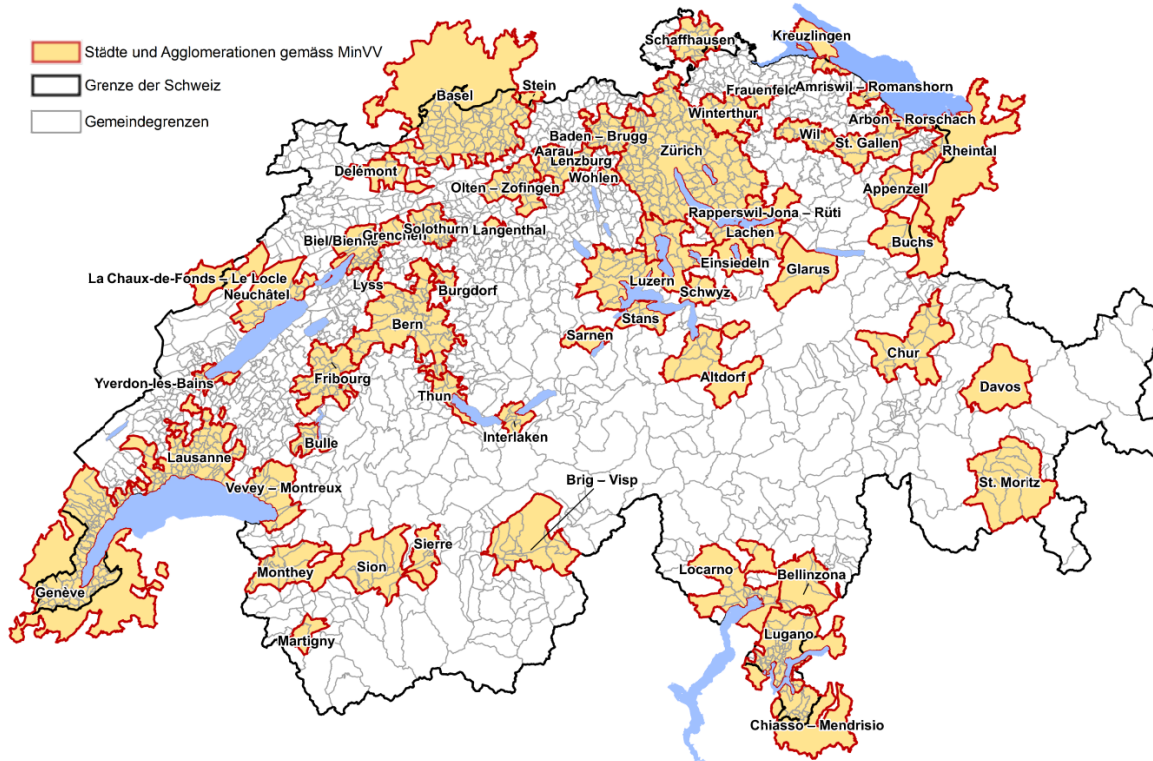 Städte und Agglomerationen gemäss MinVV
Grenze der Schweiz
Gemeindegrenzen
Schaffhausen
Kreuzlingen
Basel
Stein
Frauenfeld
Amriswil – Romanshorn
Winterthur
Arbon – Rorschach
Baden – Brugg
Wil
St. Gallen
Rheintal
Aarau
Zürich
Lenzburg
Delémont
Wohlen
Olten – Zofingen
Appenzell
Rapperswil-Jona – Rüti
Solothurn
Langenthal
Grenchen
Lachen
Biel/Bienne
Buchs
Einsiedeln
Glarus
La Chaux-de-Fonds – Le Locle
Lyss
Luzern
Neuchâtel
Burgdorf
Schwyz
Stans
Bern
Sarnen
Chur
Fribourg
Altdorf
Yverdon-les-Bains
Davos
Thun
Interlaken
Bulle
Lausanne
Brig – Visp
St. Moritz
Vevey – Montreux
Sierre
Sion
Locarno
Monthey
Bellinzona
Genève
Lugano
Martigny
Chiasso – Mendrisio